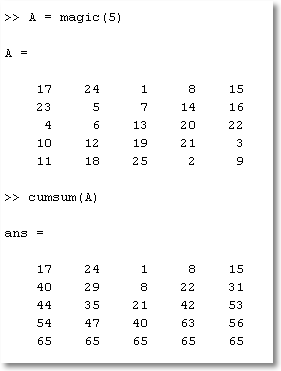 >> A = magic(5)
A =
17 24 1 8 15
23 5 7 14 16
4 6 13 20 22
10 12 19 21 3
11 18 25 2 9
>> cumsum(A)
ans =
17 24 1 8 15
40 29 8 22 31
44 35 21 42 53
54 47 40 63 56
65 65 65 65 65